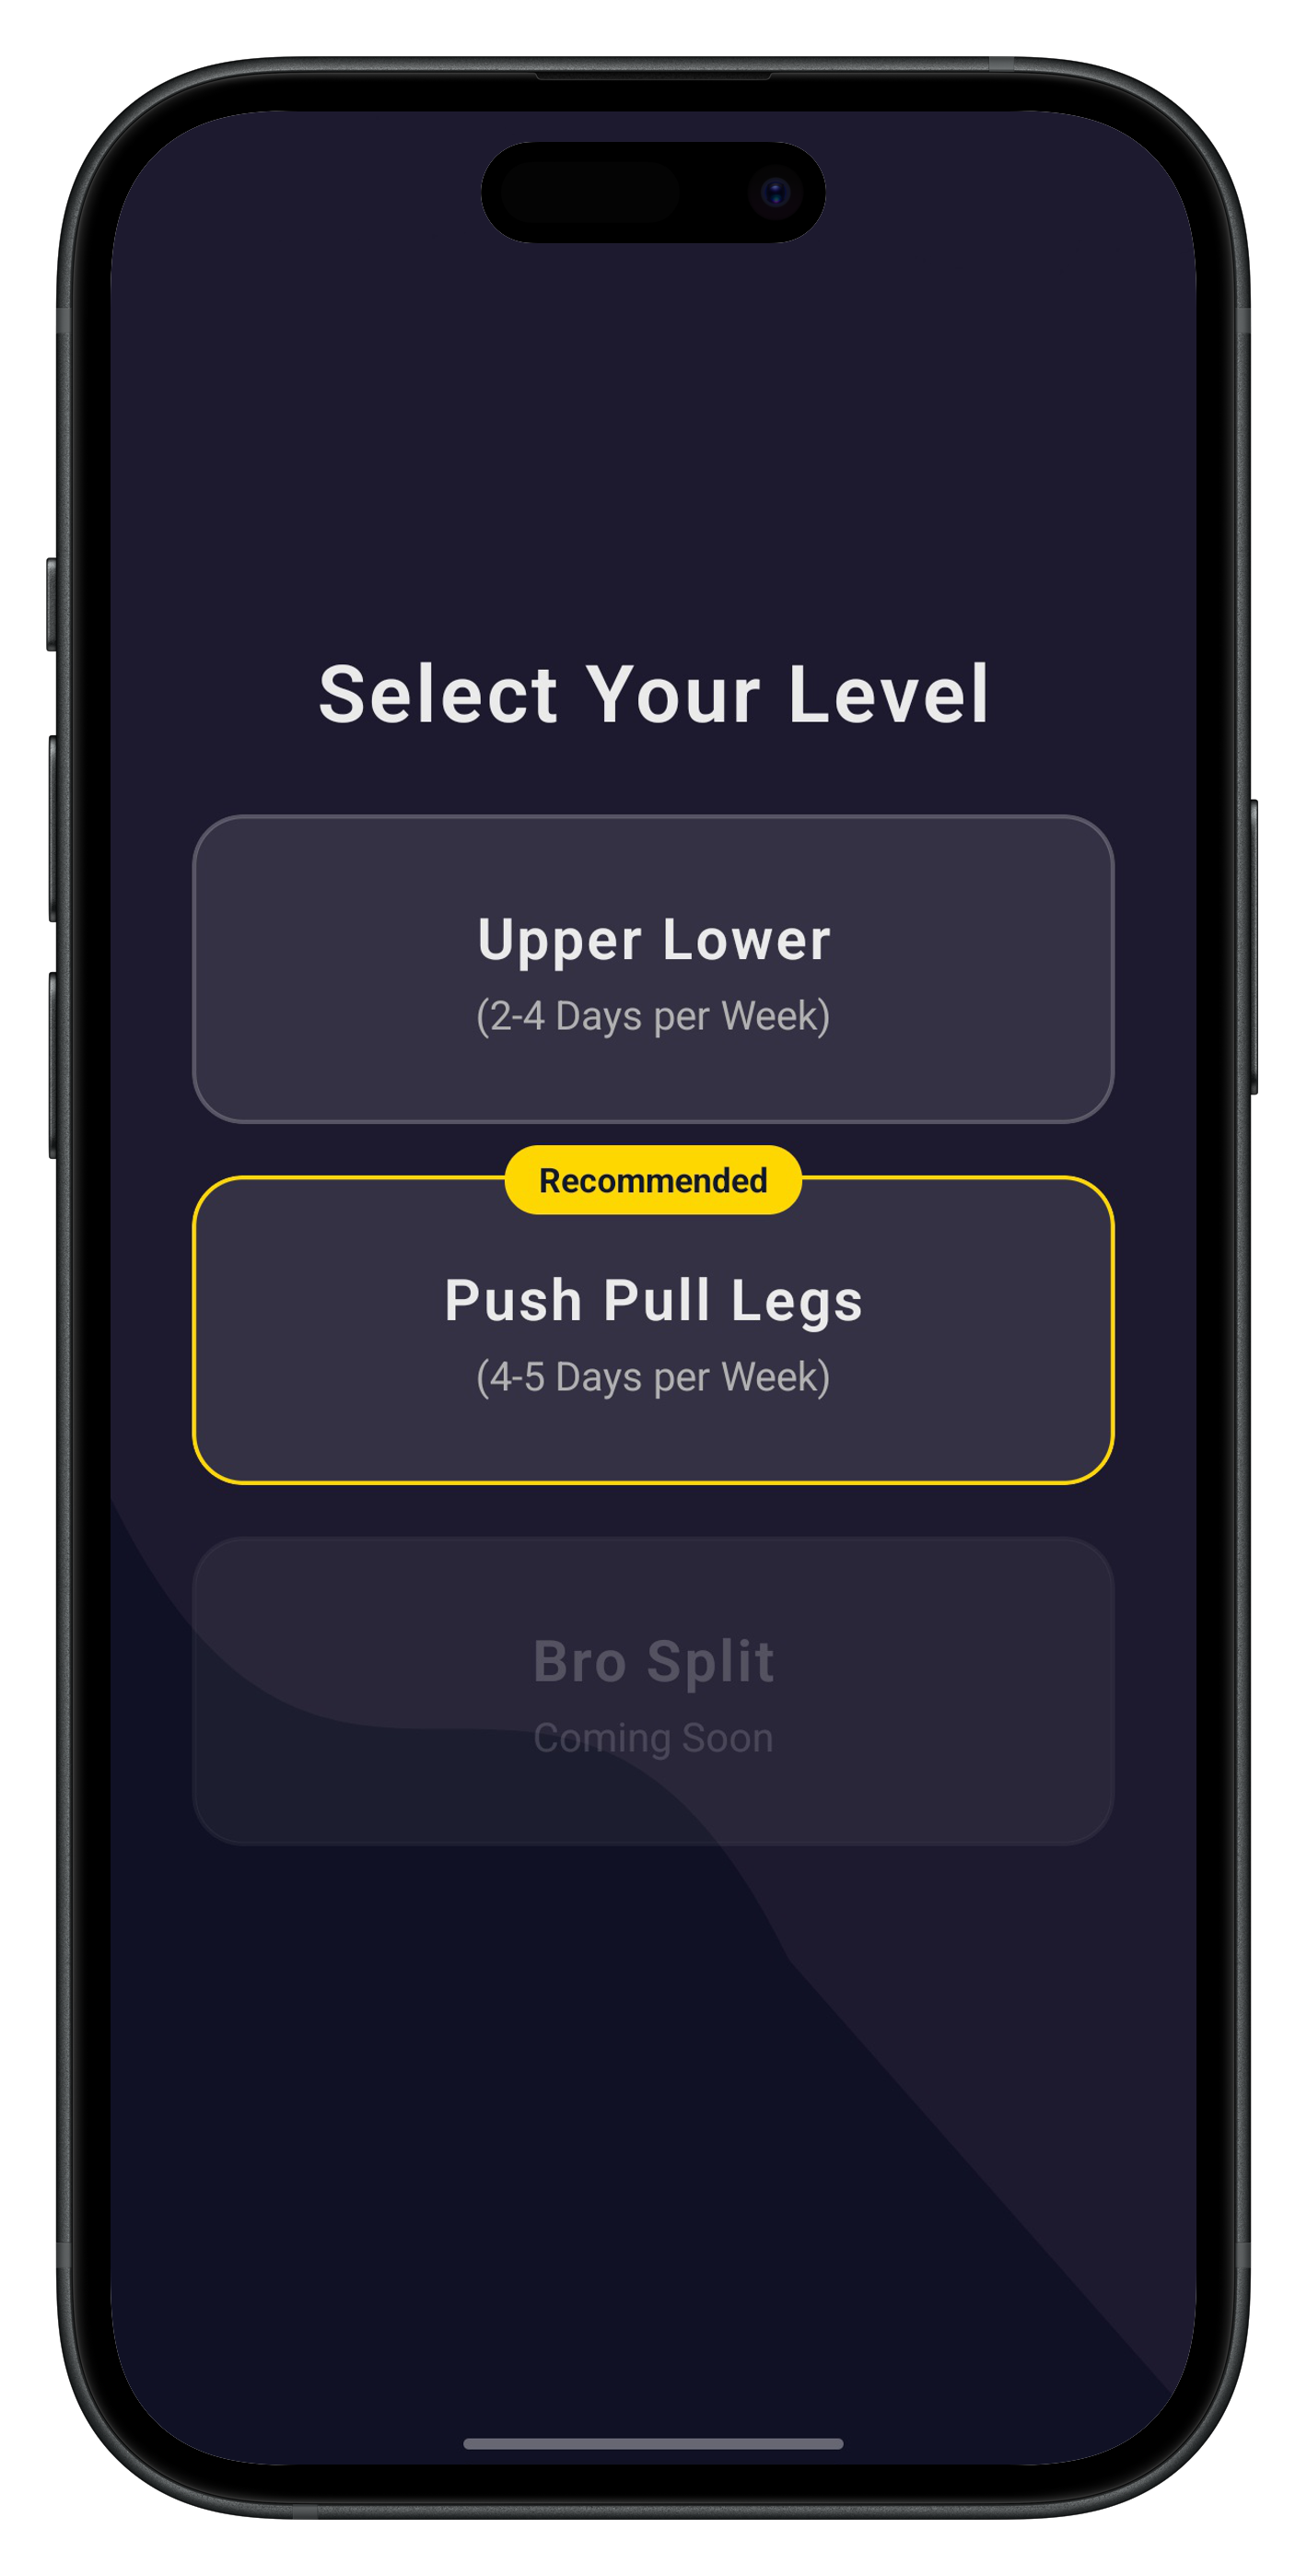 Select Your Level
Upper Lower
(2-4 Days per Week)
Recommended
Push Pull Legs
(4-5 Days per Week)
Bro Split
Coming Soon